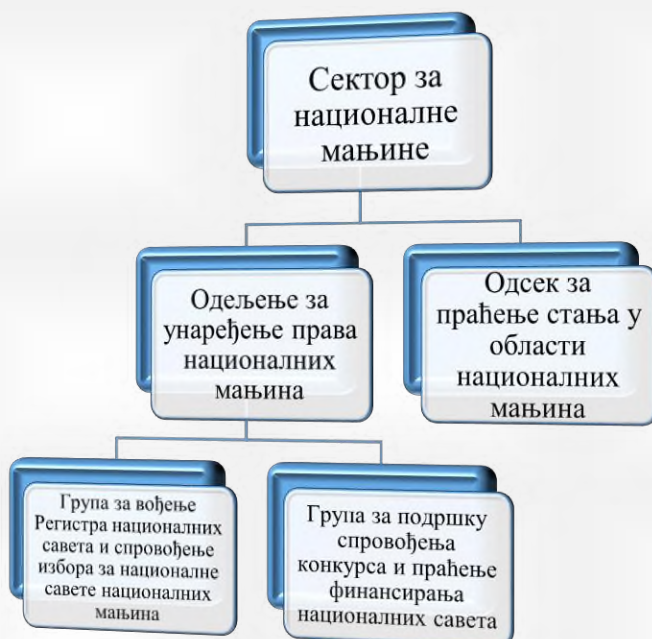 Сектор за
националне
мањине
Одељење за
унаређење права
националних
мањина
Одсек за
праћење стања у
области
националних
мањина
Група за вођење
Регистра националних
савета и спровођење
избора за националне
савете националних
мањина
Група за подршку
спровођења
конкурса и праћење
финансирања
националних савета